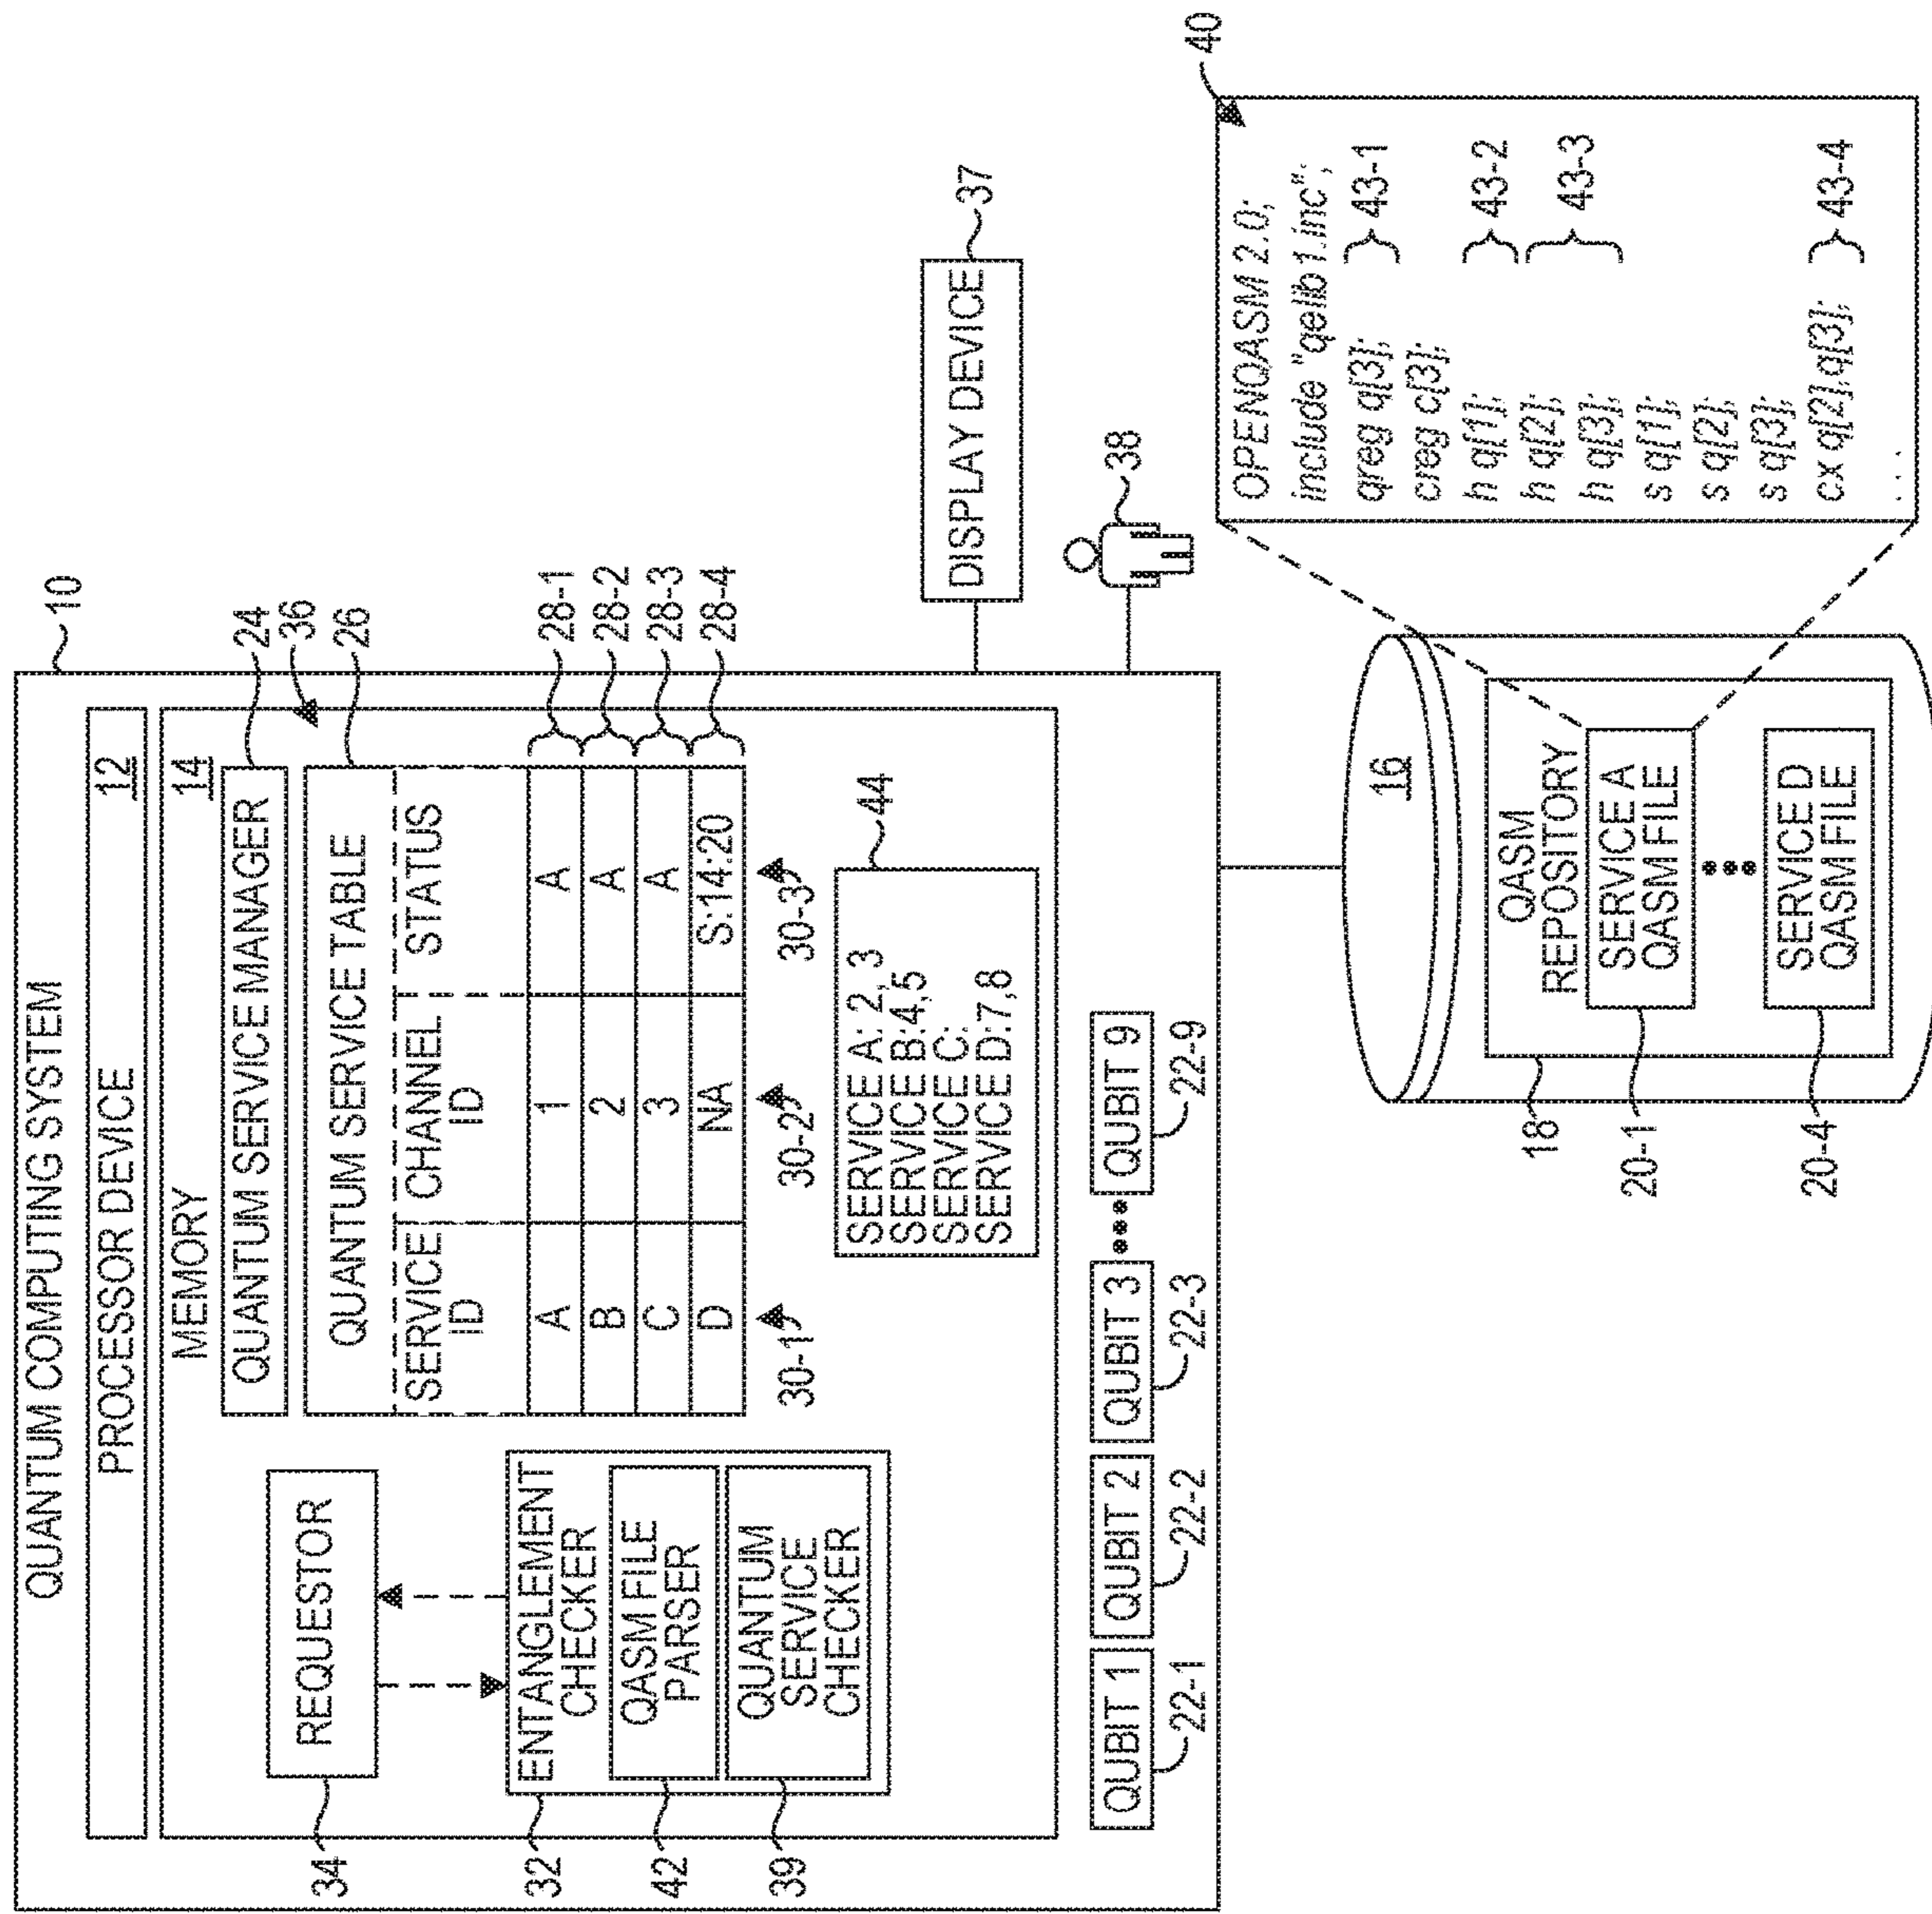 QUANTUM COMPUTING SYSTEM
10
PROCESSOR DEVICE
12
MEMORY
14
REQUESTOR
34
ENTANGLEMENT
CHECKER
32
QASM FILE
PARSER
42
QUANTUM
SERVICE
CHECKER
39
QUANTUM SERVICE MANAGER
24
36
QUANTUM SERVICE TABLE
26
SERVICE ID CHANNEL ID STATUS
A 1 A
28-1
B 2 A
28-2
C 3 A
28-3
D NA S:14:20
28-4
30-1
30-2
30-3
44
SERVICE A: 2, 3
SERVICE B:4,5
SERVICE C:
SERVICE D:7,8
QUBIT 1
QUBIT 2
QUBIT 3
QUBIT 9
22-1
22-2
22-3
22-9
DISPLAY DEVICE
37
38
16
QASM
REPOSITORY
18
SERVICE A
QASM FILE
20-1
SERVICE D
QASM FILE
20-4
40
OPENQASM 2.0;
include "qelib1.inc";
qreg q[3];
43-1
creg c[3];
h q[1];
43-2
h q[2];
h q[3];
43-3
s q[1];
s q[2];
s q[3];
cx q[2],q[3];
43-4
. . .